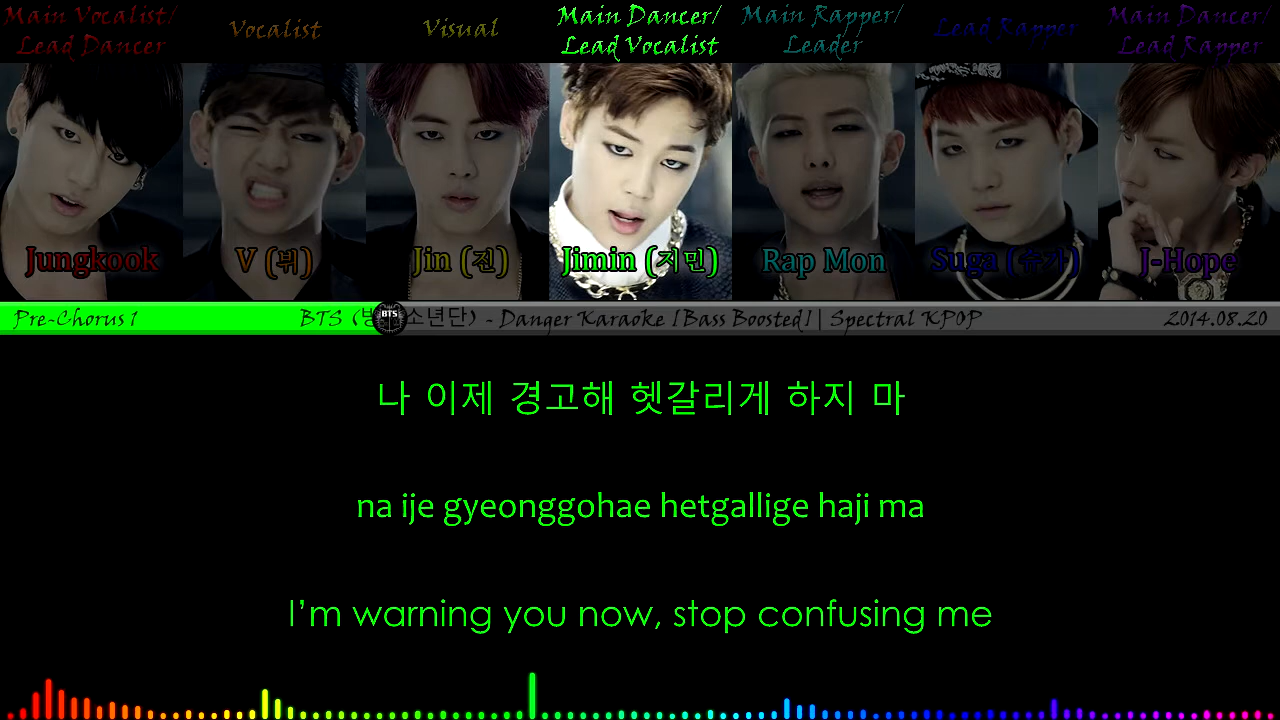 Main Vocalist/
Lead Dancer
Vocalist
Visual
Main Dancer/
Lead Vocalist
Main Rapper/
Leader
Lead Rapper
Main Dancer/
Lead Rapper
Jungkook
V (뷔)
Jin (진)
Jimin (지민)
Rap Mon
Suga (슈가)
J-Hope
Pre-Chorus 1
BTS (방 소년단) - Danger Karaoke [Bass Boosted] | Spectral KPOP
BTS
2014.08.20
나 이제 경고해 헷갈리게 하지 마
na ije gyeonggohae hetgallige haji ma
I’m warning you now, stop confusing me